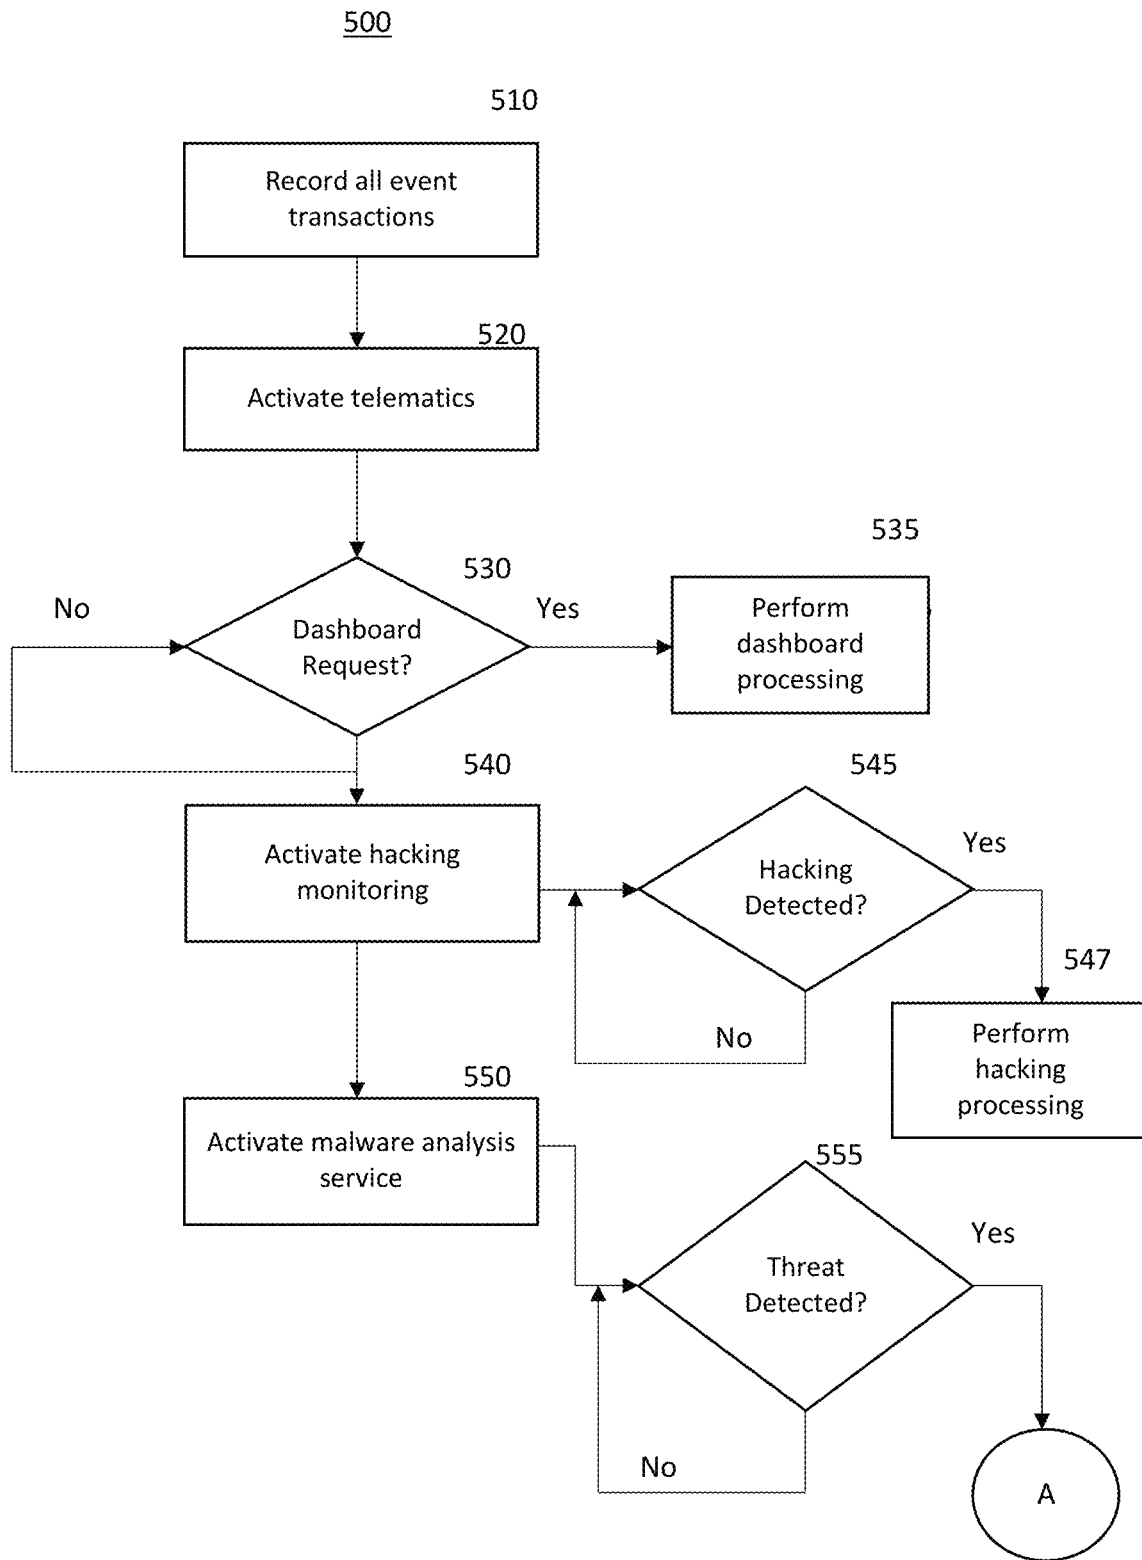 500
510
Record all event
transactions
520
Activate telematics
530
535
No
Yes
Dashboard
Request?
Perform
dashboard
processing
540
545
Activate hacking
monitoring
Hacking
Detected?
Yes
547
No
Perform
hacking
processing
550
Activate malware analysis
service
555
Yes
Threat
Detected?
No
A